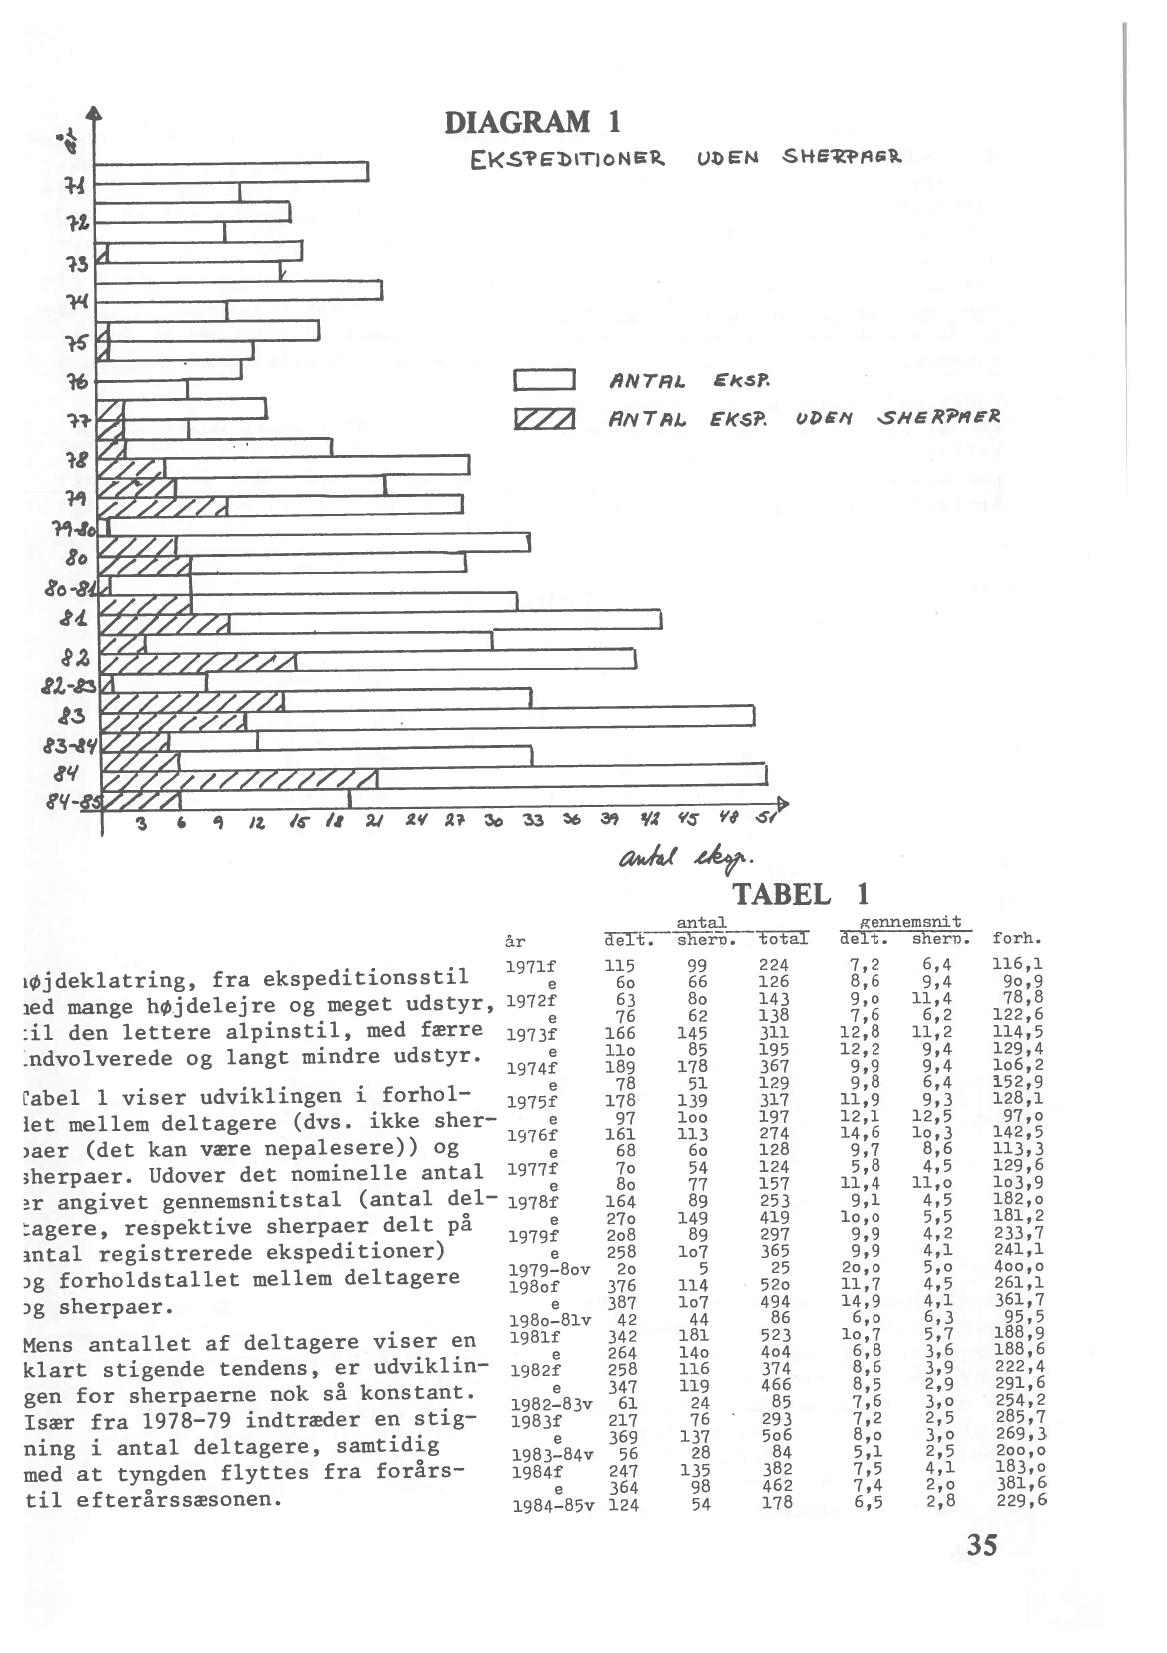 DIAGRAM 1
EKSPEDITIONER UDEN SHERPAER
år
71
72
73
74
75
76
77
78
79
79-80
80
80-81
81
82
82-83
83
83-84
84
84-85
ANTAL EKSP.
ANTAL EKSP. UDEN SHERPAER
3 6 9 12 15 18 21 24 27 30 33 36 39 42 45 48 51
antal eksp.
TABEL 1
antal gennemsnit
år delt. sherp. total delt. sherp. forh.
1971f 115 99 224 7,2 6,4 116,1
e 6o 66 126 8,6 9,4 9o,9
1972f 63 8o 143 9,o 11,4 78,8
e 76 62 138 7,6 6,2 122,6
1973f 166 145 311 12,8 11,2 114,5
e 11o 85 195 12,2 9,4 129,4
1974f 189 178 367 9,9 9,4 1o6,2
e 78 51 129 9,8 6,4 152,9
1975f 178 139 317 11,9 9,3 128,1
e 97 1oo 197 12,1 12,5 97,o
1976f 161 113 274 14,6 1o,3 142,5
e 68 6o 128 9,7 8,6 113,3
1977f 7o 54 124 5,8 4,5 129,6
e 8o 77 157 11,4 11,o 1o3,9
1978f 164 89 253 9,1 4,5 182,o
e 27o 149 419 1o,o 5,5 181,2
1979f 2o8 89 297 9,9 4,2 233,7
e 258 1o7 365 9,9 4,1 241,1
1979-8ov 2o 5 25 2o,o 5,o 4oo,o
198of 376 114 52o 11,7 4,5 261,1
e 387 1o7 494 14,9 4,1 361,7
198o-81v 42 44 86 6,o 6,3 95,5
1981f 342 181 523 1o,7 5,7 188,9
e 264 14o 4o4 6,8 3,6 188,6
1982f 258 116 374 8,6 3,9 222,4
e 347 119 466 8,5 2,9 291,6
1982-83v 61 24 85 7,6 3,o 254,2
1983f 217 76 293 7,2 2,5 285,7
e 369 137 5o6 8,o 3,o 269,3
1983-84v 56 28 84 5,1 2,5 2oo,o
1984f 247 135 382 7,5 4,1 183,o
e 364 98 462 7,4 2,o 381,6
1984-85v 124 54 178 6,5 2,8 229,6
højdeklatring, fra ekspeditionsstil
med mange højdelejre og meget udstyr,
til den lettere alpinstil, med færre
indvolverede og langt mindre udstyr.
Tabel 1 viser udviklingen i forhol-
det mellem deltagere (dvs. ikke sher-
paer (det kan være nepalesere)) og
sherpaer. Udover det nominelle antal
er angivet gennemsnitstal (antal del-
tagere, respektive sherpaer delt på
antal registrerede ekspeditioner)
og forholdstallet mellem deltagere
og sherpaer.
Mens antallet af deltagere viser en
klart stigende tendens, er udviklin-
gen for sherpaerne nok så konstant.
Især fra 1978-79 indtræder en stig-
ning i antal deltagere, samtidig
med at tyngden flyttes fra forårs-
til efterårssæsonen.
35